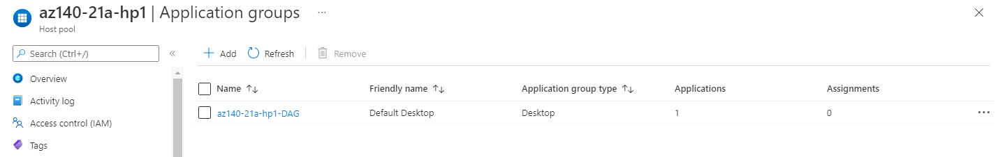 az140-21a-hp1 | Application groups ...
Host pool
Search (Ctrl+/)
Overview
Activity log
Access control (IAM)
Tags
Add Refresh Remove
Name Friendly name Application group type Applications Assignments
az140-21a-hp1-DAG Default Desktop Desktop 1 0